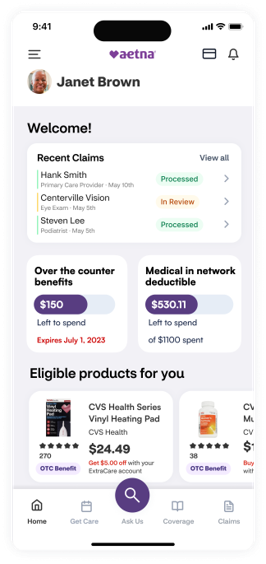 9:41
aetna
Janet Brown
Welcome!
Recent Claims
View all
Hank Smith
Primary Care Provider · May 10th
Processed
Centerville Vision
Eye Exam · May 5th
In Review
Steven Lee
Podiatrist · May 5th
Processed
Over the counter
benefits
$150
Left to spend
Expires July 1, 2023
Medical in network
deductible
$530.11
Left to spend
of $1100 spent
Eligible products for you
Vinyl
Heating
Pad
270
OTC Benefit
CVS Health Series
Vinyl Heating Pad
CVS Health
$24.49
Get $5.00 off with your
ExtraCare account
38
OTC Benefit
CV
Mu
CVS
$1
Buy
with
Home
Get Care
Ask Us
Coverage
Claims